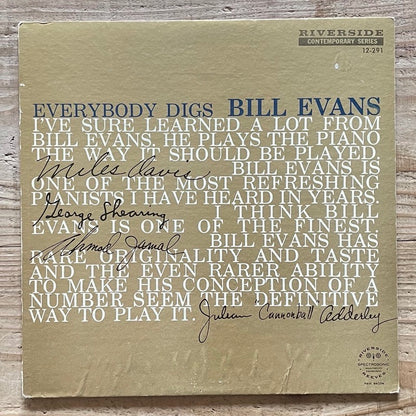 RIVERSIDE
CONTEMPORARY SERIES
12-291
EVERYBODY DIGS BILL EVANS
I'VE SURE LEARNED A LOT FROM
BILL EVANS. HE PLAYS THE PIANO
THE WAY IT SHOULD BE PLAYED.
Miles Davis BILL EVANS IS
ONE OF THE MOST REFRESHING
PIANISTS I HAVE HEARD IN YEARS.
George Shearing I THINK BILL
EVANS IS ONE OF THE FINEST.
Ahmad Jamal BILL EVANS HAS
RARE ORIGINALITY AND TASTE
AND THE EVEN RARER ABILITY
TO MAKE HIS CONCEPTION OF A
NUMBER SEEM THE DEFINITIVE
WAY TO PLAY IT. Julian "Cannonball" Adderley
RIVERSIDE
SPECTROSONIC
REEVES